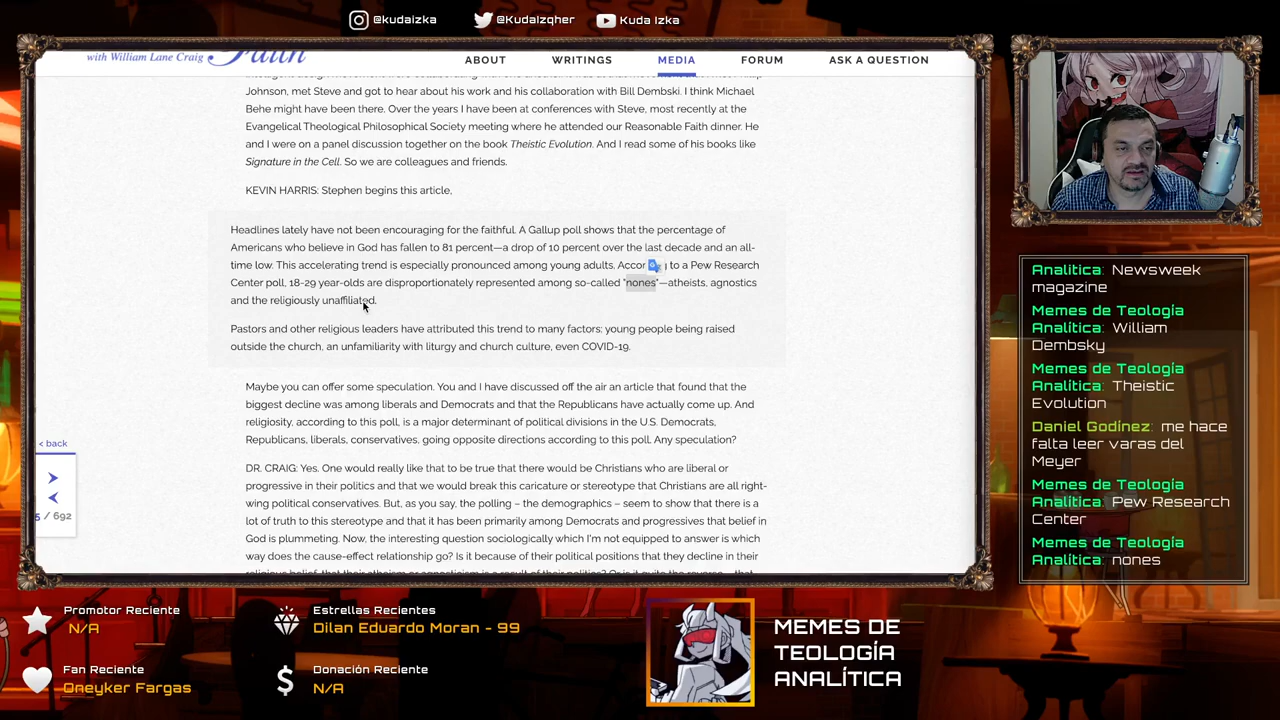 @kudaizka
@KudaIzqher
Kuda Izka
with William Lane Craig
Faith
ABOUT
WRITINGS
MEDIA
FORUM
ASK A QUESTION
Johnson, met Steve and got to hear about his work and his collaboration with Bill Dembski. I think Michael
Behe might have been there. Over the years I have been at conferences with Steve, most recently at the
Evangelical Theological Philosophical Society meeting where he attended our Reasonable Faith dinner. He
and I were on a panel discussion together on the book Theistic Evolution. And I read some of his books like
Signature in the Cell. So we are colleagues and friends.
KEVIN HARRIS: Stephen begins this article,
Headlines lately have not been encouraging for the faithful. A Gallup poll shows that the percentage of
Americans who believe in God has fallen to 81 percent—a drop of 10 percent over the last decade and an all-
time low. This accelerating trend is especially pronounced among young adults. Accor to a Pew Research
Center poll, 18-29 year-olds are disproportionately represented among so-called "nones"—atheists, agnostics
and the religiously unaffiliated.
Pastors and other religious leaders have attributed this trend to many factors: young people being raised
outside the church, an unfamiliarity with liturgy and church culture, even COVID-19.
Maybe you can offer some speculation. You and I have discussed off the air an article that found that the
biggest decline was among liberals and Democrats and that the Republicans have actually come up. And
religiosity, according to this poll, is a major determinant of political divisions in the U.S. Democrats,
Republicans, liberals, conservatives, going opposite directions according to this poll. Any speculation?
DR. CRAIG: Yes. One would really like that to be true that there would be Christians who are liberal or
progressive in their politics and that we would break this caricature or stereotype that Christians are all right-
wing political conservatives. But, as you say, the polling – the demographics – seem to show that there is a
lot of truth to this stereotype and that it has been primarily among Democrats and progressives that belief in
God is plummeting. Now, the interesting question sociologically which I'm not equipped to answer is which
way does the cause-effect relationship go? Is it because of their political positions that they decline in their
< back
5 / 692
Analítica: Newsweek
magazine
Memes de Teología
Analítica: William
Dembsky
Memes de Teología
Analítica: Theistic
Evolution
Daniel Godínez: me hace
falta leer varas del
Meyer
Memes de Teología
Analítica: Pew Research
Center
Memes de Teología
Analítica: nones
Promotor Reciente
N/A
Estrellas Recientes
Dilan Eduardo Moran - 99
Fan Reciente
Oneyker Fargas
Donación Reciente
N/A
MEMES DE
TEOLOGÍA
ANALÍTICA